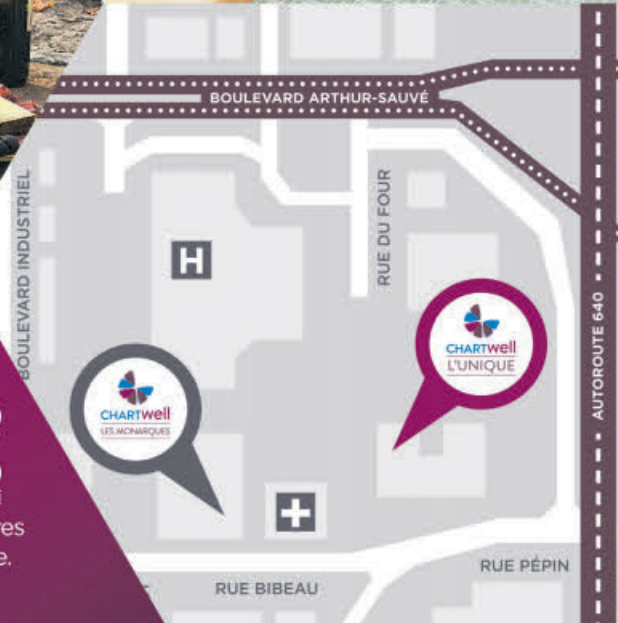 BOULEVARD ARTHUR-SAUVÉ
BOULEVARD INDUSTRIEL
RUE DU FOUR
H
AUTOROUTE 640
CHARTwell
L'UNIQUE
CHARTwell
LES MONARQUES
RUE PÉPIN
RUE BIBEAU